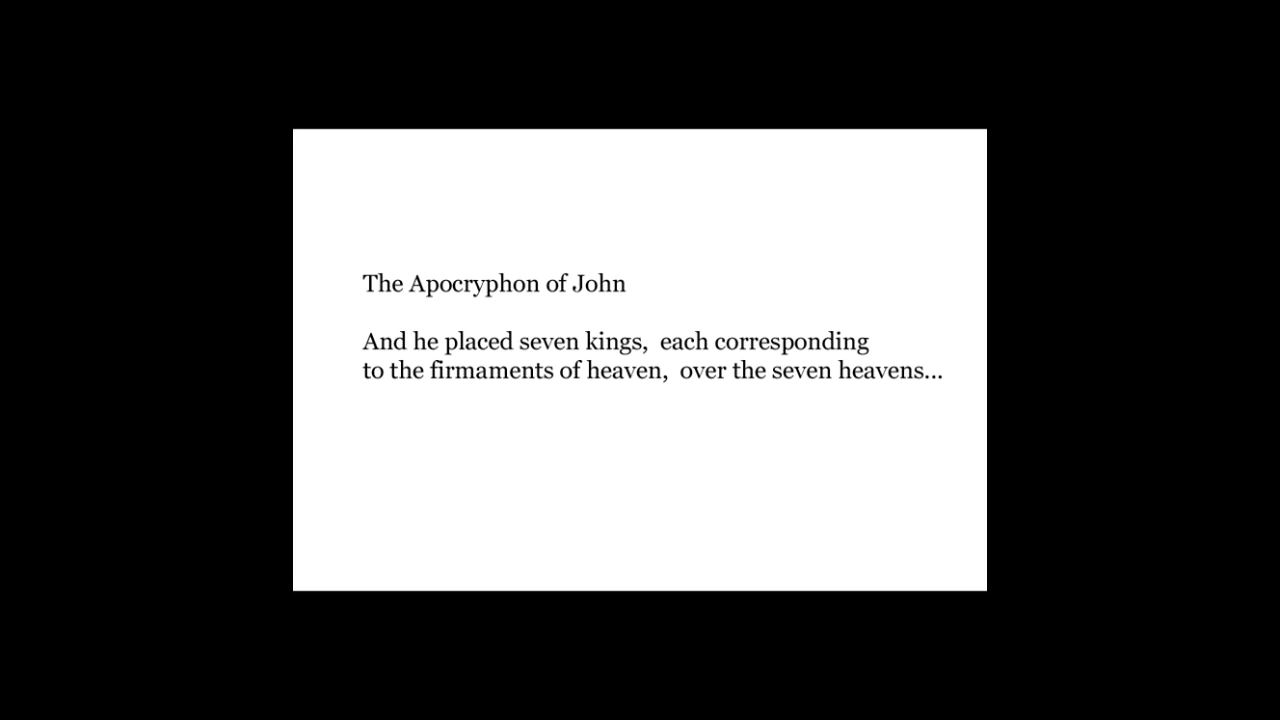 The Apocryphon of John
And he placed seven kings,  each corresponding
to the firmaments of heaven,  over the seven heavens...